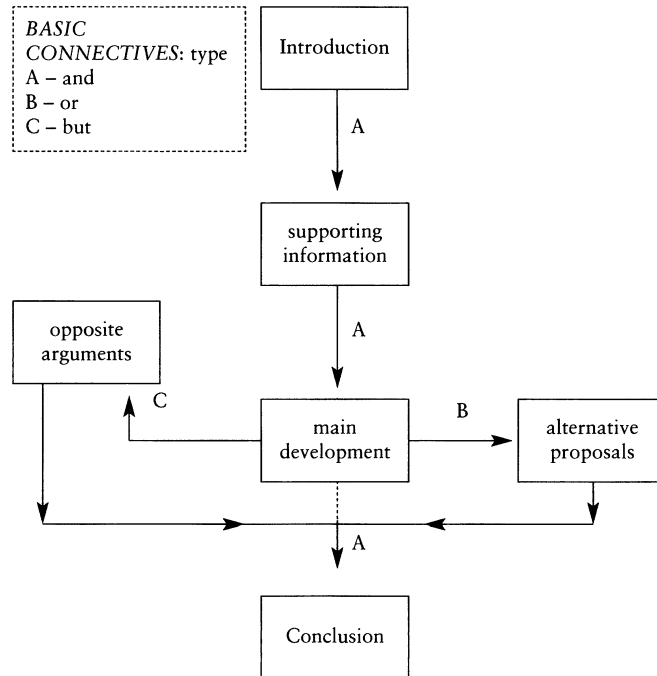 BASIC
CONNECTIVES: type
A – and
B – or
C – but
Introduction
A
supporting
information
A
opposite
arguments
C
main
development
B
alternative
proposals
A
Conclusion